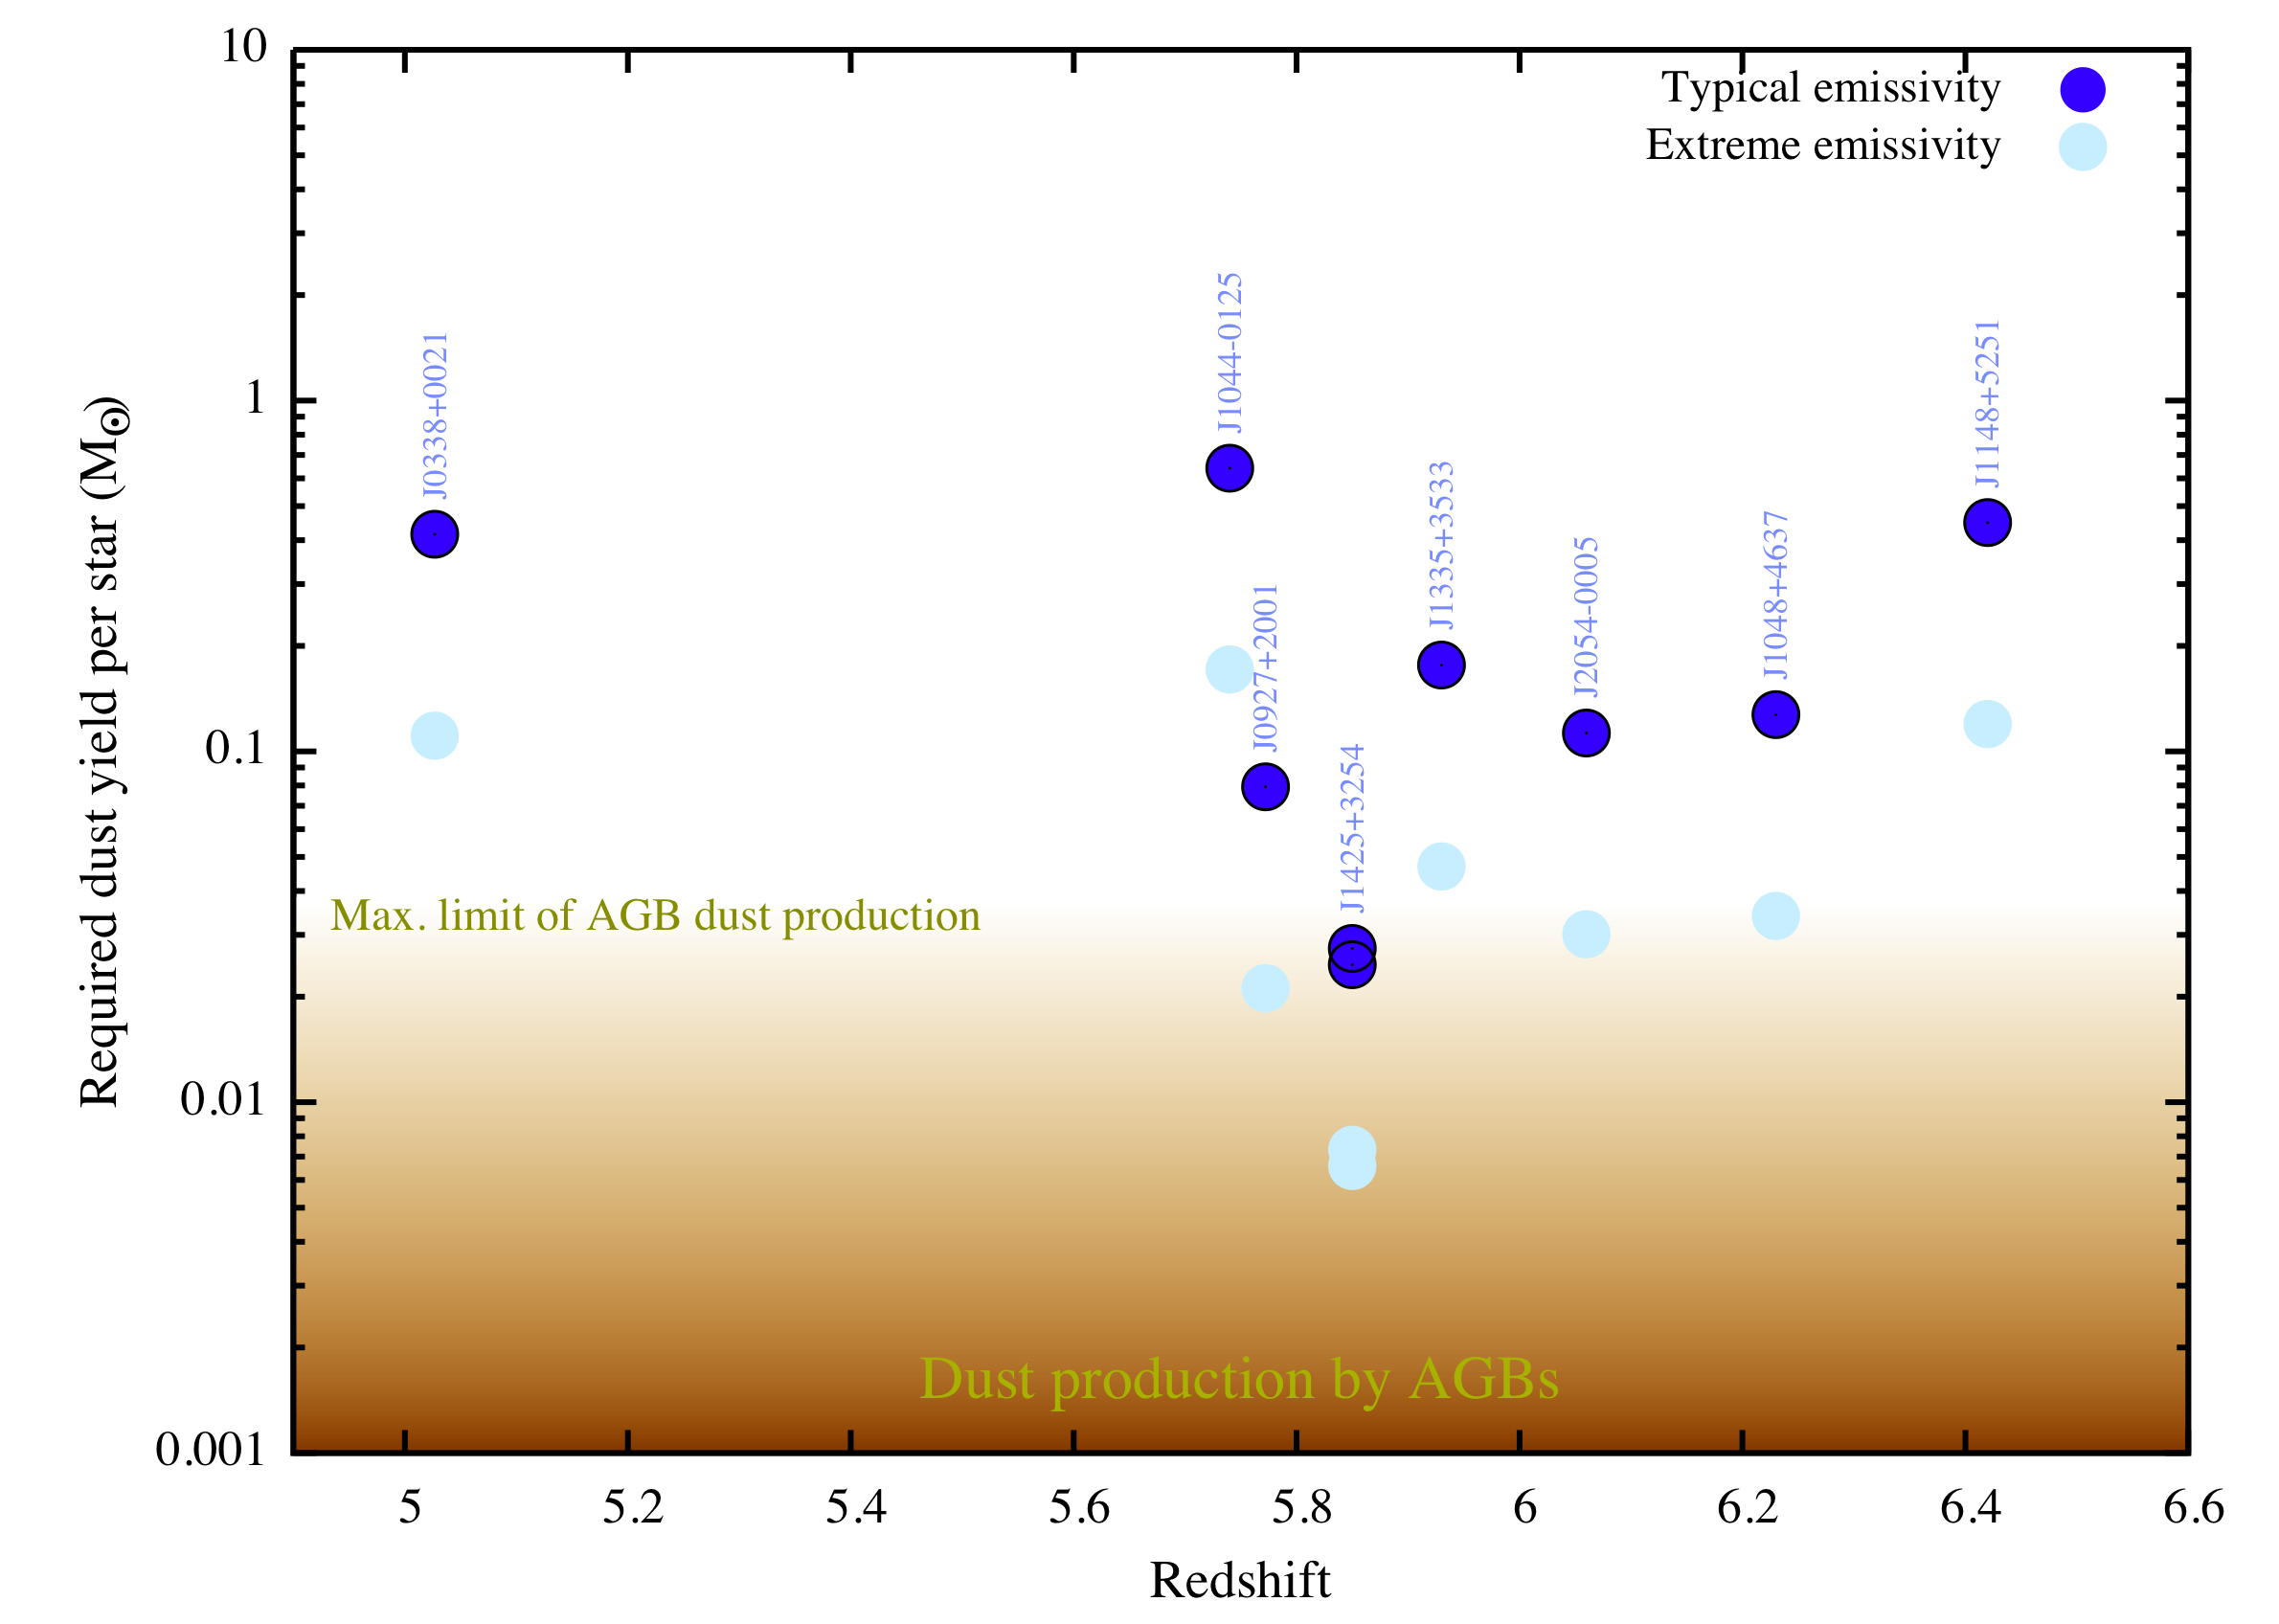 10
Typical emissivity
Extreme emissivity
J1044-0125
J1148+5251
J0338+0021
1
J1335+3533
J1048+4637
J2054-0005
J0927+2001
Required dust yield per star (M⊙)
0.1
J1425+3254
Max. limit of AGB dust production
0.01
Dust production by AGBs
0.001
5 5.2 5.4 5.6 5.8 6 6.2 6.4 6.6
Redshift